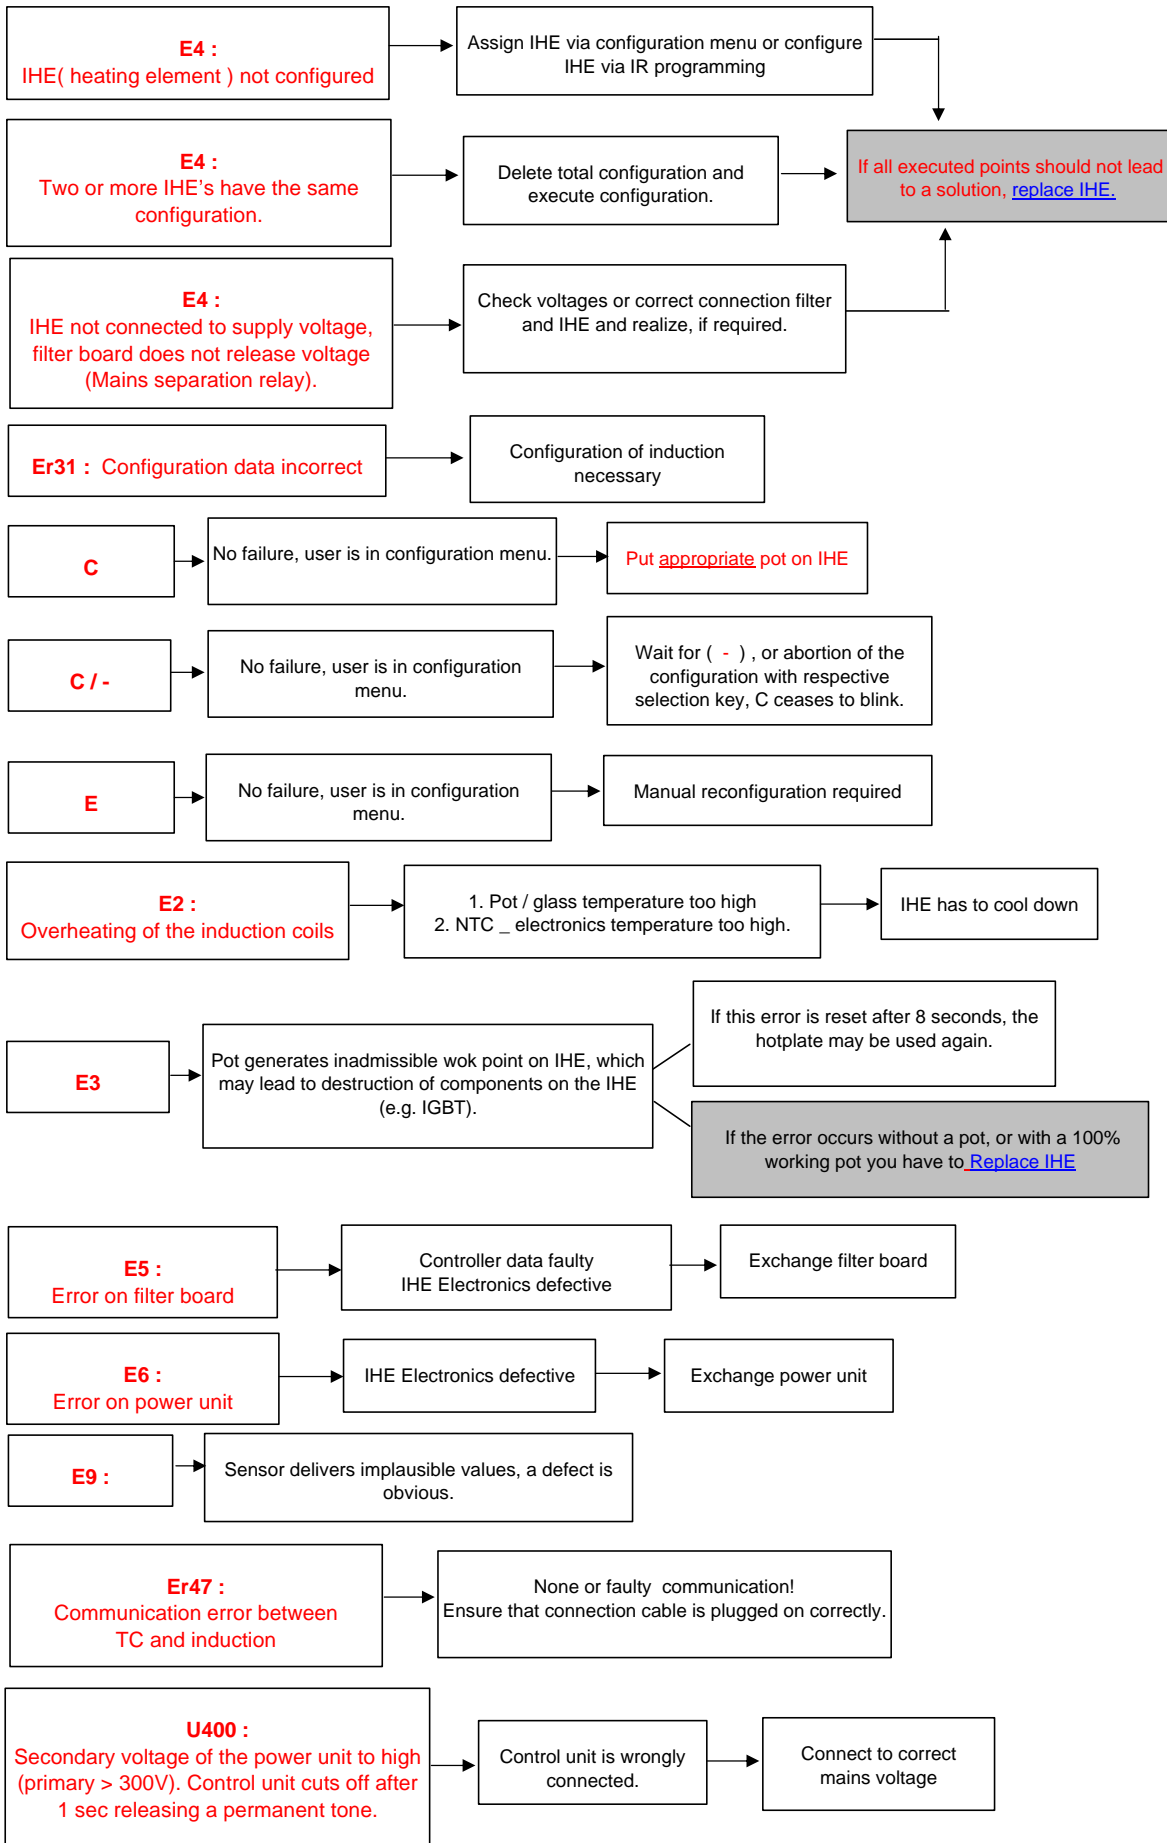 E4 :
IHE( heating element ) not configured
Assign IHE via configuration menu or configure
IHE via IR programming
E4 :
Two or more IHE's have the same
configuration.
Delete total configuration and
execute configuration.
If all executed points should not lead
to a solution, replace IHE.
E4 :
IHE not connected to supply voltage,
filter board does not release voltage
(Mains separation relay).
Check voltages or correct connection filter
and IHE and realize, if required.
Er31 : Configuration data incorrect
Configuration of induction
necessary
C
No failure, user is in configuration menu.
Put appropriate pot on IHE
C / -
No failure, user is in configuration
menu.
Wait for ( - ) , or abortion of the
configuration with respective
selection key, C ceases to blink.
E
No failure, user is in configuration
menu.
Manual reconfiguration required
E2 :
Overheating of the induction coils
1. Pot / glass temperature too high
2. NTC _ electronics temperature too high.
IHE has to cool down
E3
Pot generates inadmissible wok point on IHE, which
may lead to destruction of components on the IHE
(e.g. IGBT).
If this error is reset after 8 seconds, the
hotplate may be used again.
If the error occurs without a pot, or with a 100%
working pot you have to Replace IHE
E5 :
Error on filter board
Controller data faulty
IHE Electronics defective
Exchange filter board
E6 :
Error on power unit
IHE Electronics defective
Exchange power unit
E9 :
Sensor delivers implausible values, a defect is
obvious.
Er47 :
Communication error between
TC and induction
None or faulty communication!
Ensure that connection cable is plugged on correctly.
U400 :
Secondary voltage of the power unit to high
(primary > 300V). Control unit cuts off after
1 sec releasing a permanent tone.
Control unit is wrongly
connected.
Connect to correct
mains voltage